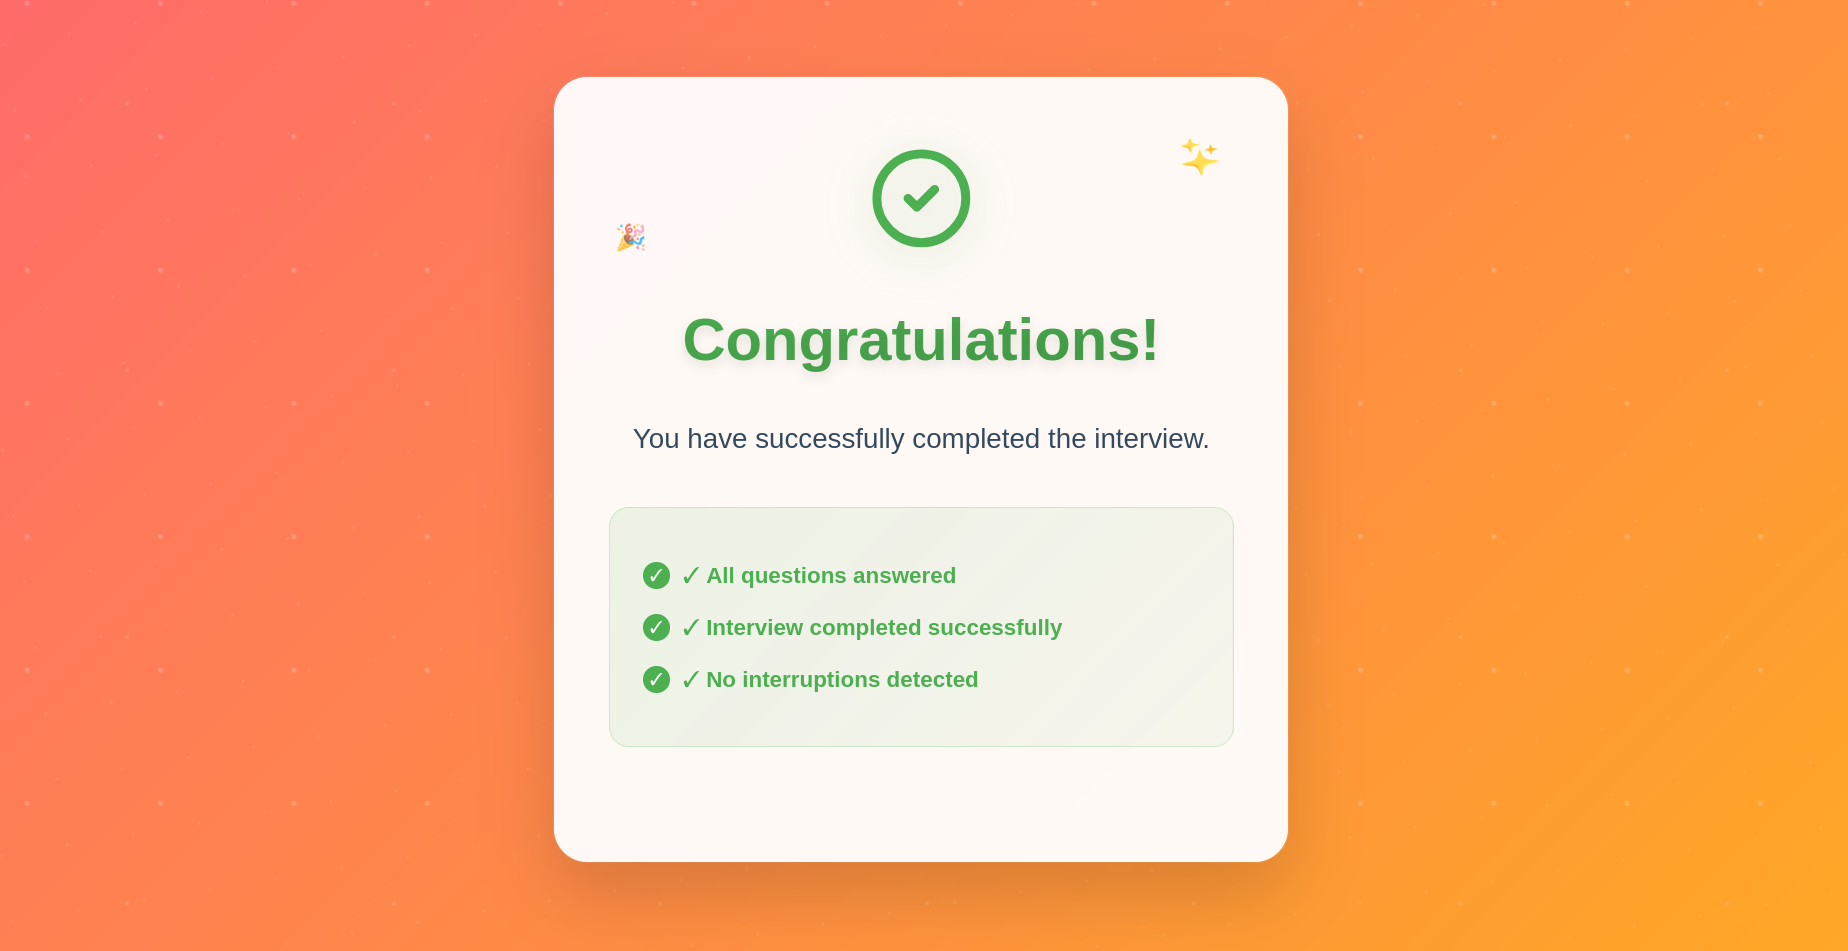 Congratulations!
You have successfully completed the interview.
✓ ✓ All questions answered
✓ ✓ Interview completed successfully
✓ ✓ No interruptions detected